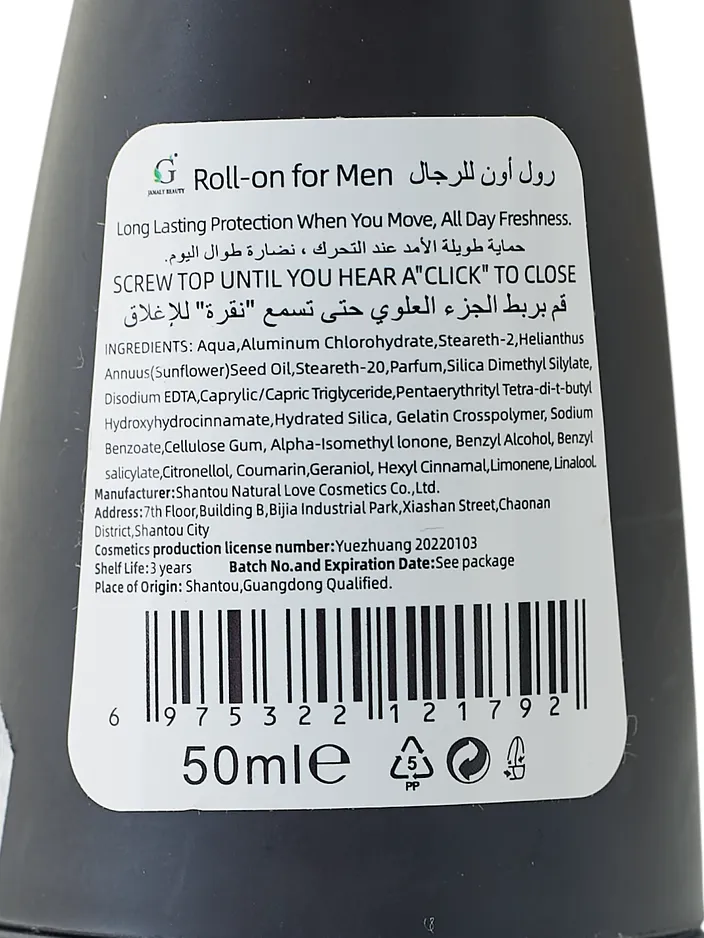 G
JAMALY BEAUTY
Roll-on for Men رول أون للرجال
Long Lasting Protection When You Move, All Day Freshness.
حماية طويلة الأمد عند التحرك ، نضارة طوال اليوم.
SCREW TOP UNTIL YOU HEAR A"CLICK" TO CLOSE
قم بربط الجزء العلوي حتى تسمع "نقرة" للإغلاق
INGREDIENTS: Aqua,Aluminum Chlorohydrate,Steareth-2,Helianthus
Annuus(Sunflower)Seed Oil,Steareth-20,Parfum,Silica Dimethyl Silylate,
Disodium EDTA,Caprylic/Capric Triglyceride,Pentaerythrityl Tetra-di-t-butyl
Hydroxyhydrocinnamate,Hydrated Silica, Gelatin Crosspolymer, Sodium
Benzoate,Cellulose Gum, Alpha-Isomethyl lonone, Benzyl Alcohol, Benzyl
salicylate,Citronellol, Coumarin,Geraniol, Hexyl Cinnamal,Limonene, Linalool.
Manufacturer:Shantou Natural Love Cosmetics Co.,Ltd.
Address:7th Floor,Building B,Bijia Industrial Park,Xiashan Street,Chaonan
District,Shantou City
Cosmetics production license number:Yuezhuang 20220103
Shelf Life:3 years Batch No.and Expiration Date:See package
Place of Origin: Shantou,Guangdong Qualified.
6 975322 121792
50ml℮
5
PP